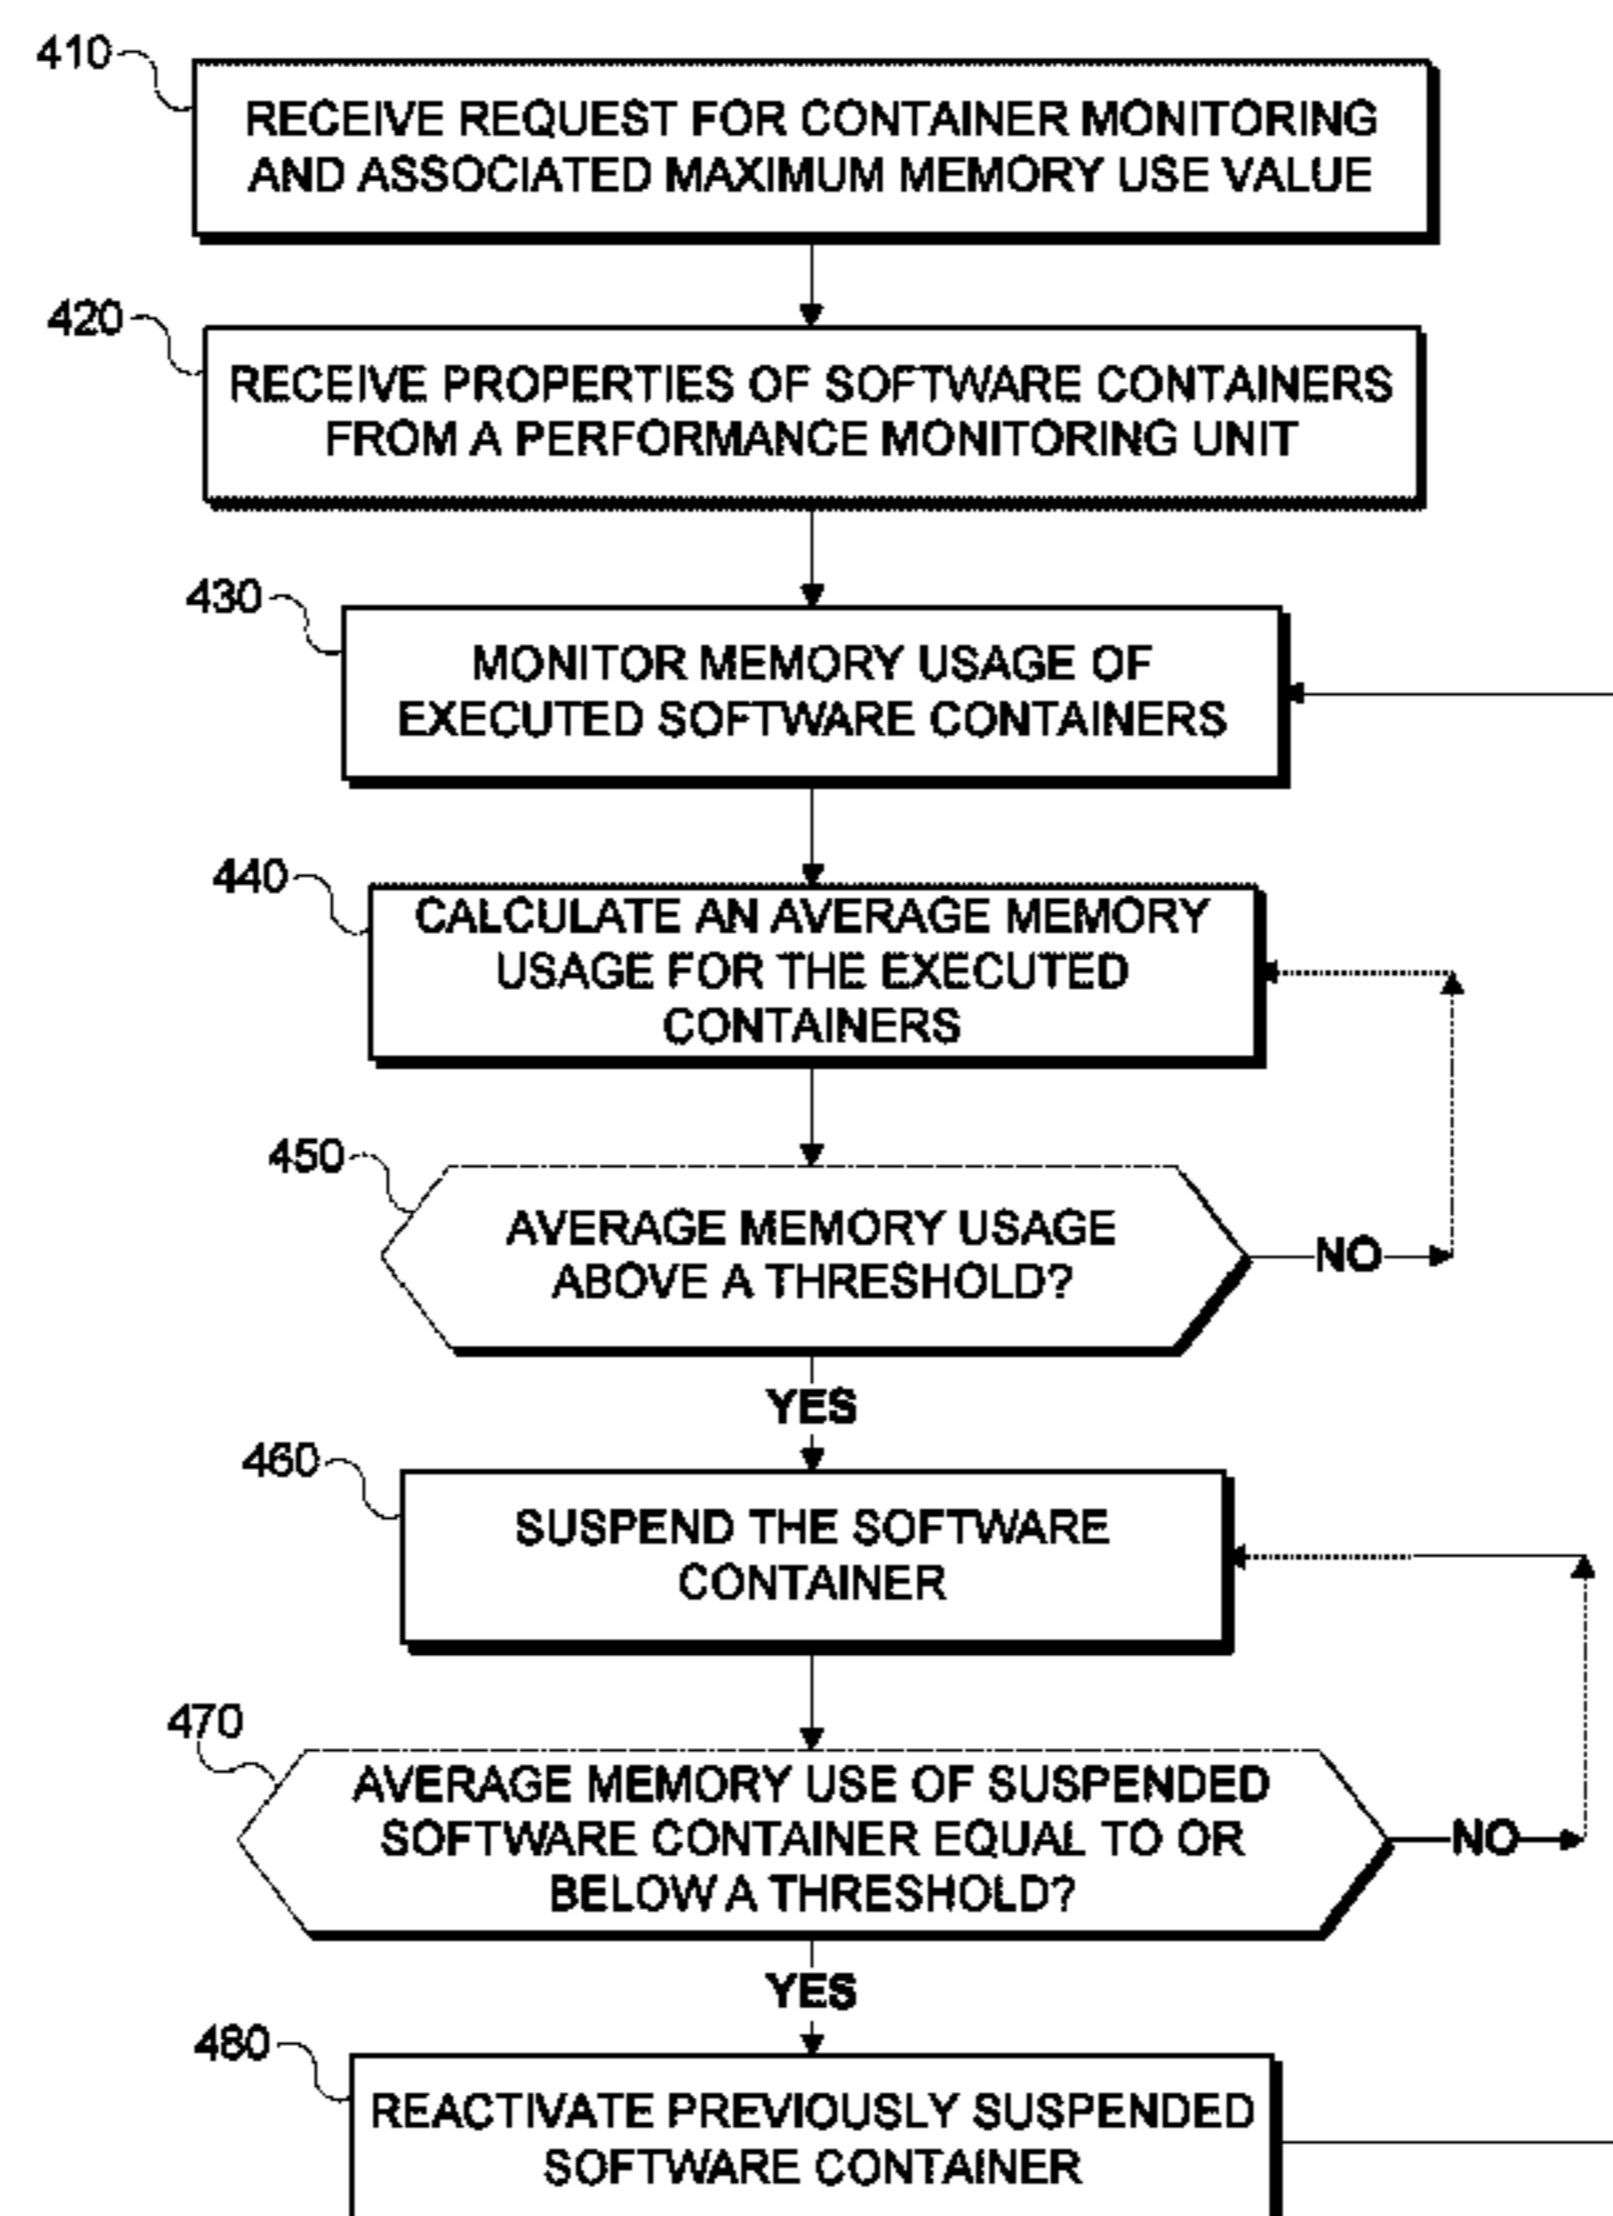 410
RECEIVE REQUEST FOR CONTAINER MONITORING
AND ASSOCIATED MAXIMUM MEMORY USE VALUE
420
RECEIVE PROPERTIES OF SOFTWARE CONTAINERS
FROM A PERFORMANCE MONITORING UNIT
430
MONITOR MEMORY USAGE OF
EXECUTED SOFTWARE CONTAINERS
440
CALCULATE AN AVERAGE MEMORY
USAGE FOR THE EXECUTED
CONTAINERS
450
AVERAGE MEMORY USAGE
ABOVE A THRESHOLD?
NO
YES
460
SUSPEND THE SOFTWARE
CONTAINER
470
AVERAGE MEMORY USE OF SUSPENDED
SOFTWARE CONTAINER EQUAL TO OR
BELOW A THRESHOLD?
NO
YES
480
REACTIVATE PREVIOUSLY SUSPENDED
SOFTWARE CONTAINER